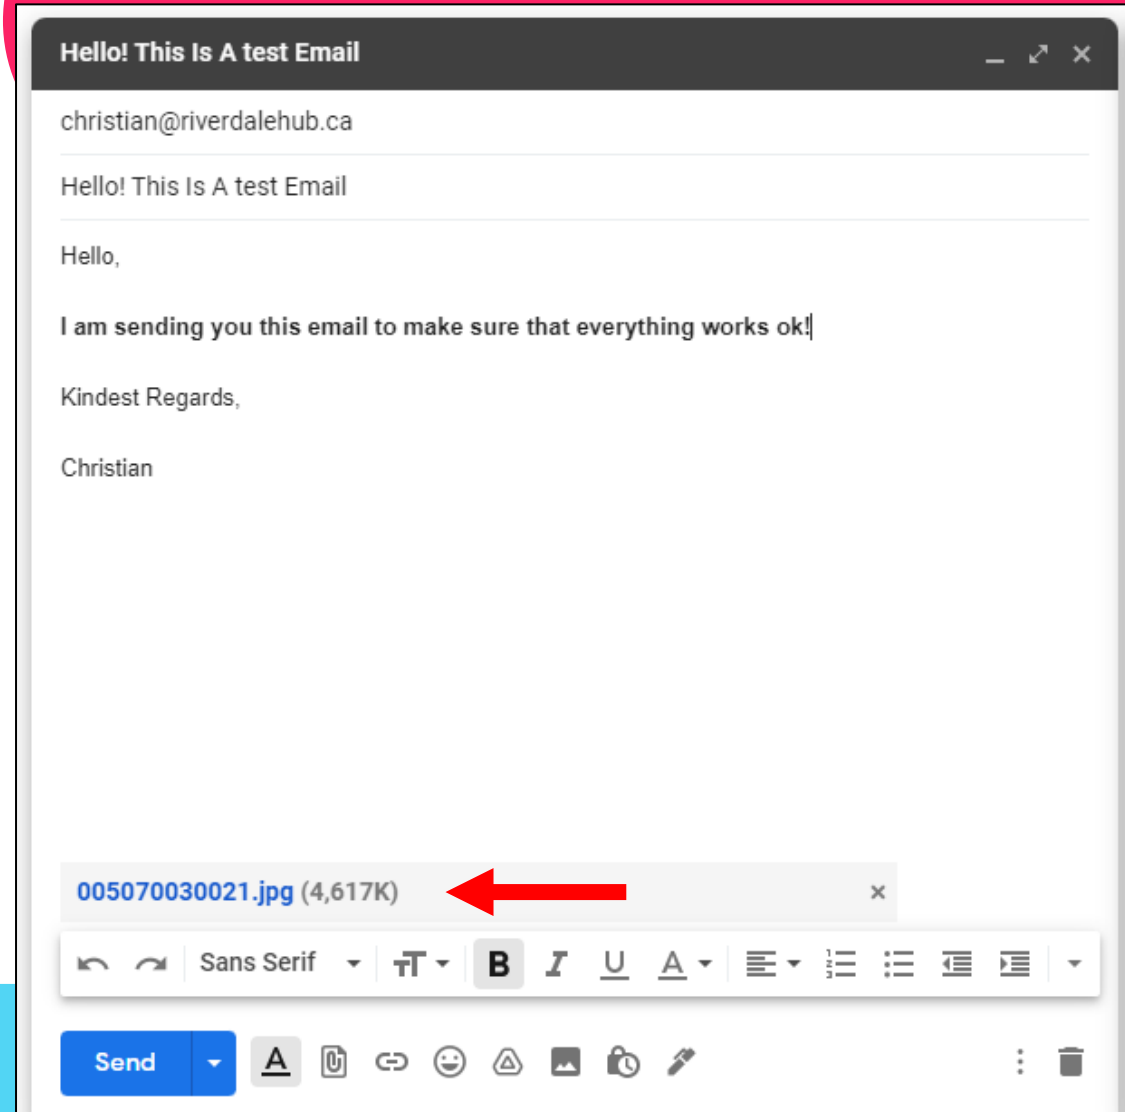 Hello! This Is A test Email
christian@riverdalehub.ca
Hello! This Is A test Email
Hello,
I am sending you this email to make sure that everything works ok!
Kindest Regards,
Christian
005070030021.jpg (4,617K)
Sans Serif
Send